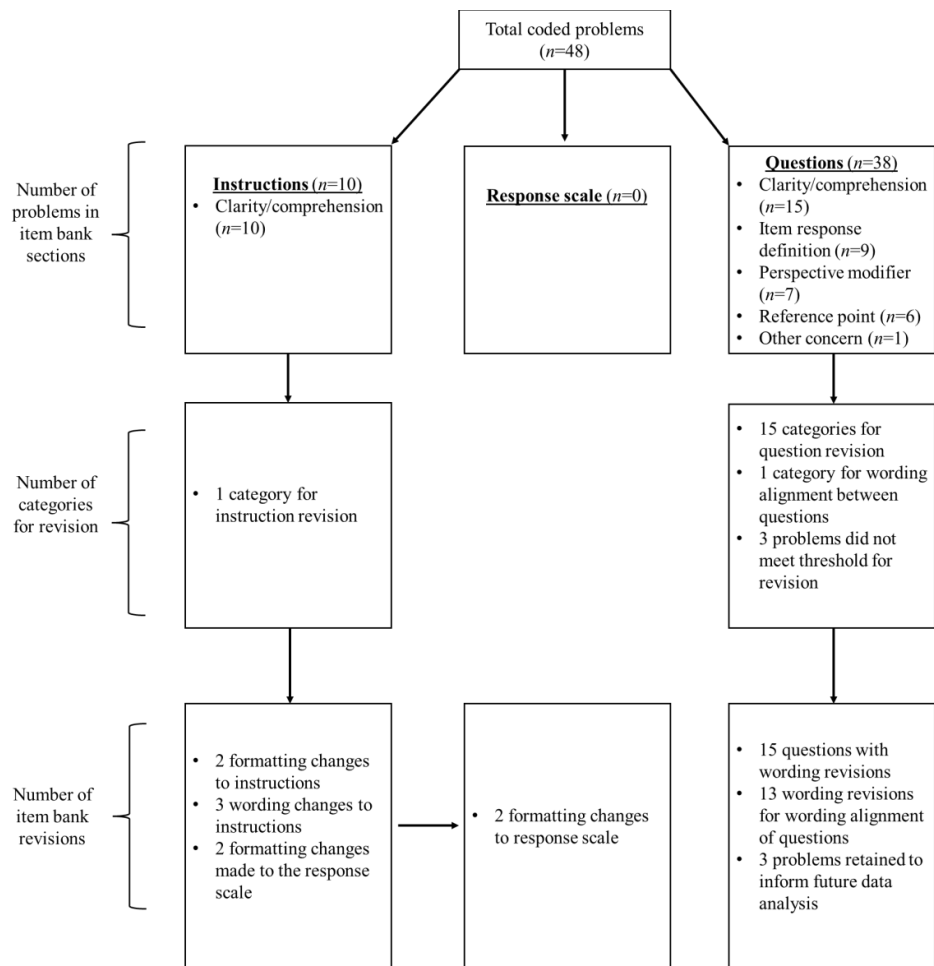 Total coded problems
(n=48)
Number of
problems in
item bank
sections
Instructions (n=10)
• Clarity/comprehension
(n=10)
Response scale (n=0)
Questions (n=38)
• Clarity/comprehension
(n=15)
• Item response
definition (n=9)
• Perspective modifier
(n=7)
• Reference point (n=6)
• Other concern (n=1)
Number of
categories
for revision
• 1 category for
instruction revision
• 15 categories for
question revision
• 1 category for wording
alignment between
questions
• 3 problems did not
meet threshold for
revision
Number of
item bank
revisions
• 2 formatting changes
to instructions
• 3 wording changes to
instructions
• 2 formatting changes
made to the response
scale
• 2 formatting changes
to response scale
• 15 questions with
wording revisions
• 13 wording revisions
for wording alignment
of questions
• 3 problems retained to
inform future data
analysis